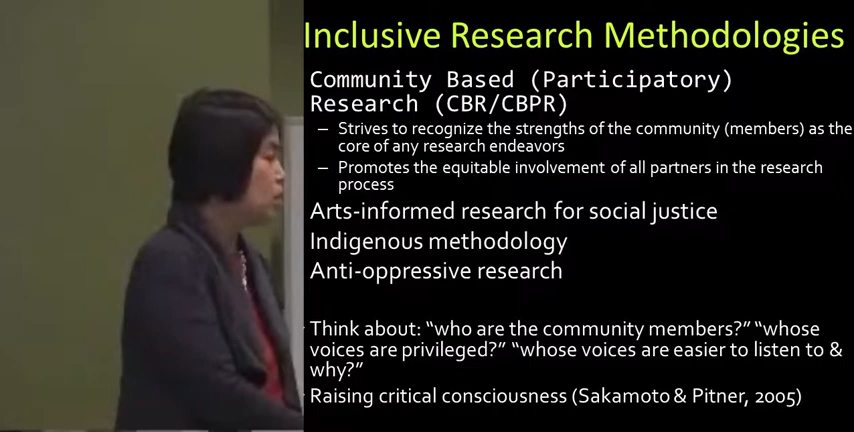 Inclusive Research Methodologies
Community Based (Participatory)
Research (CBR/CBPR)
– Strives to recognize the strengths of the community (members) as the
core of any research endeavors
– Promotes the equitable involvement of all partners in the research
process
Arts-informed research for social justice
Indigenous methodology
Anti-oppressive research
Think about: “who are the community members?” “whose
voices are privileged?” “whose voices are easier to listen to &
why?”
Raising critical consciousness (Sakamoto & Pitner, 2005)